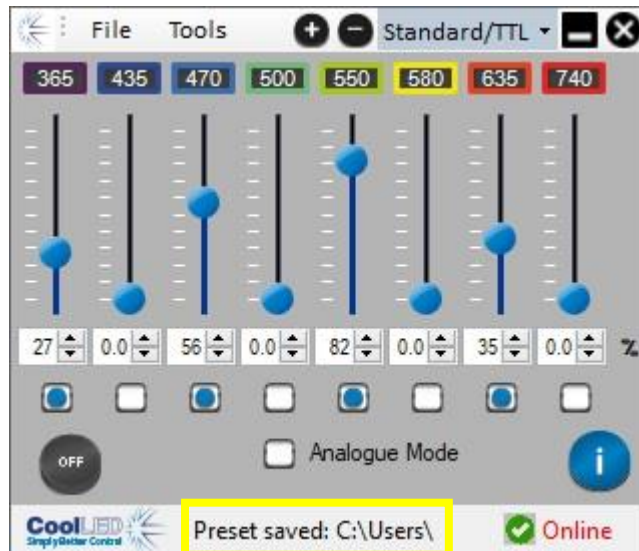 File Tools Standard/TTL
365 435 470 500 550 580 635 740
27 0.0 56 0.0 82 0.0 35 0.0 %
OFF Analogue Mode i
CoolLED Preset saved: C:\Users\ Online
Simply Better Control